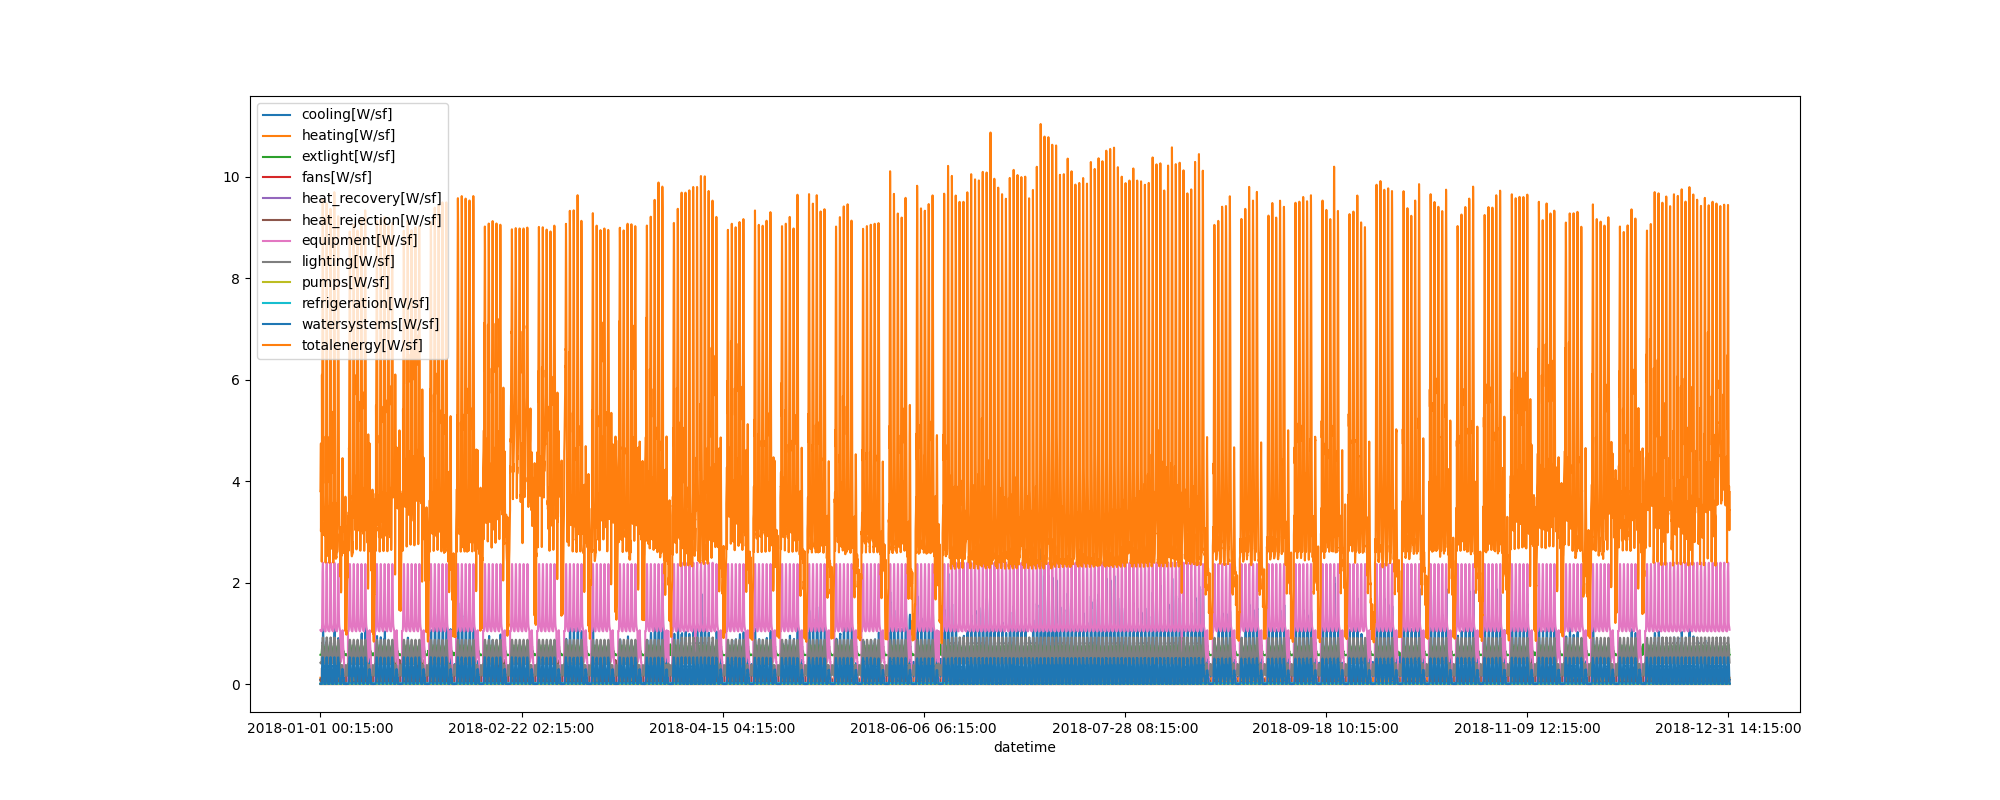 cooling[W/sf]
heating[W/sf]
extlight[W/sf]
fans[W/sf]
heat_recovery[W/sf]
heat_rejection[W/sf]
equipment[W/sf]
lighting[W/sf]
pumps[W/sf]
refrigeration[W/sf]
watersystems[W/sf]
totalenergy[W/sf]
10
8
6
4
2
0
2018-01-01 00:15:00 2018-02-22 02:15:00 2018-04-15 04:15:00 2018-06-06 06:15:00 2018-07-28 08:15:00 2018-09-18 10:15:00 2018-11-09 12:15:00 2018-12-31 14:15:00
datetime